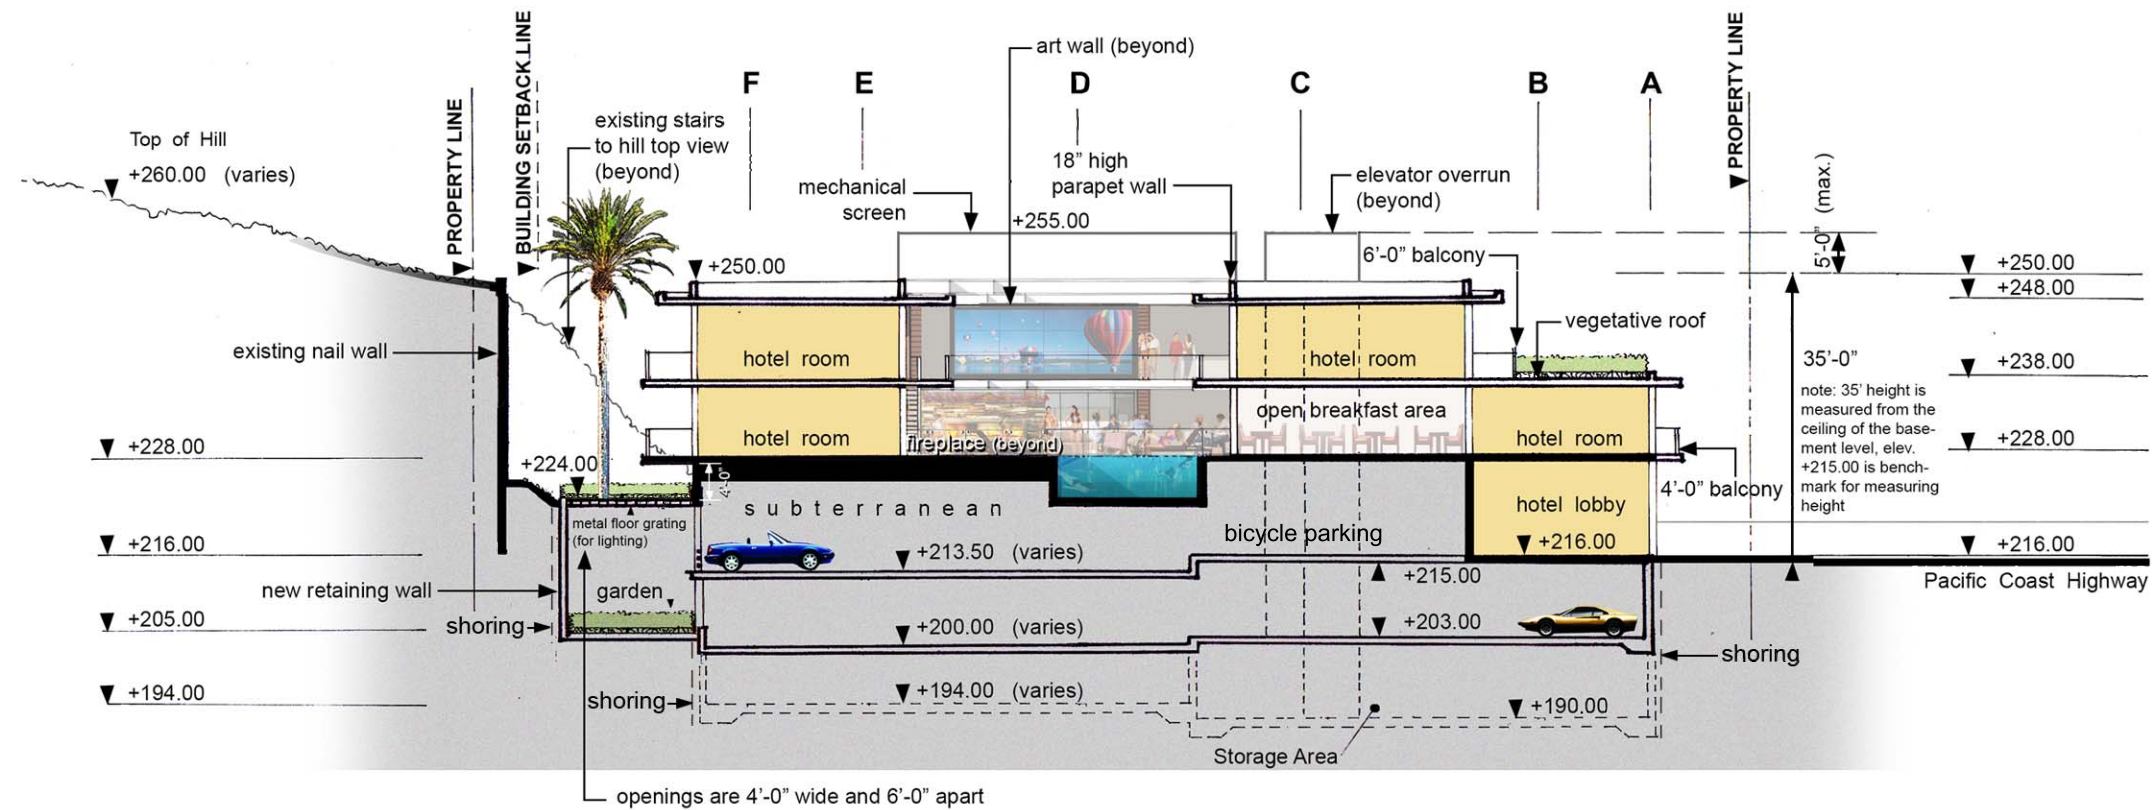 PROPERTY LINE
BUILDING SETBACK LINE
PROPERTY LINE
art wall (beyond)
F
E
D
C
B
A
Top of Hill
+260.00 (varies)
existing stairs
to hill top view
(beyond)
mechanical
screen
18” high
parapet wall
+255.00
elevator overrun
(beyond)
6’-0” balcony
5’-0” (max.)
+250.00
+250.00
+248.00
vegetative roof
existing nail wall
hotel room
hotel room
35’-0”
+238.00
note: 35’ height is
measured from the
ceiling of the base-
ment level, elev.
+215.00 is bench-
mark for measuring
height
hotel room
fireplace (beyond)
open breakfast area
hotel room
+228.00
+228.00
+224.00
4’-0”
4’-0” balcony
subterranean
hotel lobby
metal floor grating
(for lighting)
bicycle parking
+216.00
+213.50 (varies)
+216.00
+216.00
+215.00
Pacific Coast Highway
new retaining wall
garden
+205.00
shoring
+200.00 (varies)
+203.00
shoring
+194.00
shoring
+194.00 (varies)
+190.00
Storage Area
openings are 4’-0” wide and 6’-0” apart